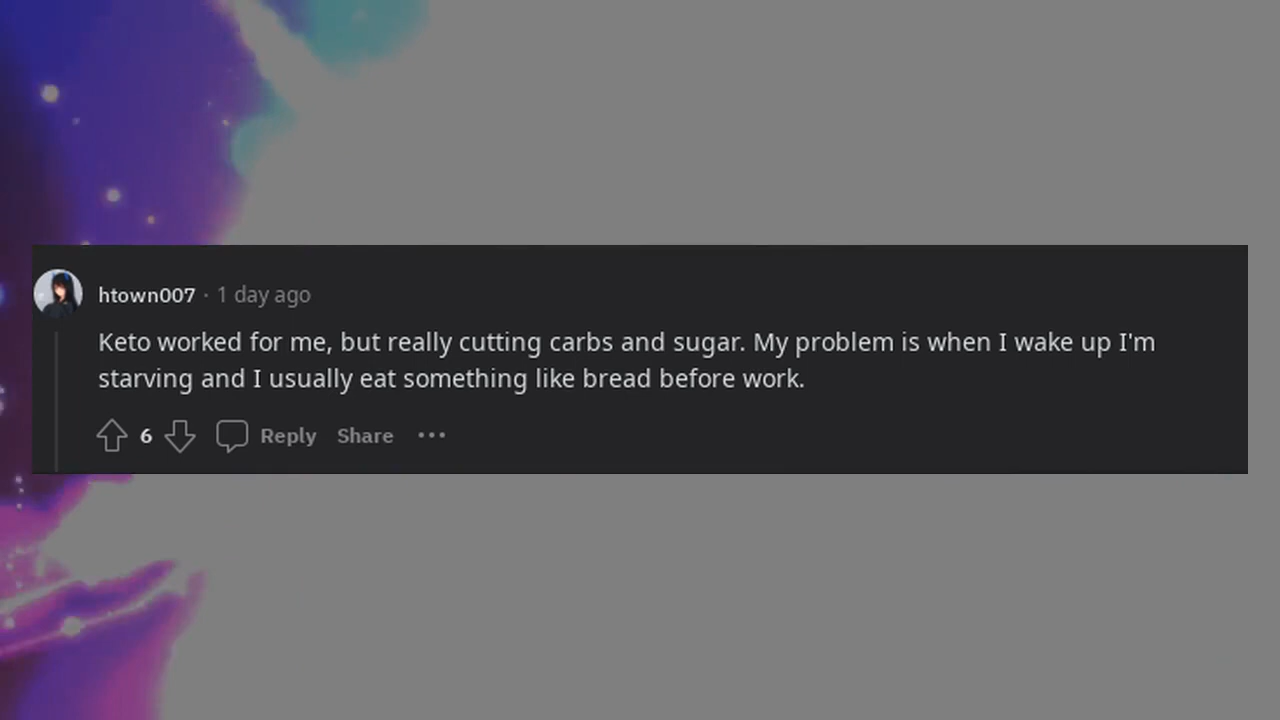 htown007 · 1 day ago
Keto worked for me, but really cutting carbs and sugar. My problem is when I wake up I'm
starving and I usually eat something like bread before work.
6 Reply Share ···